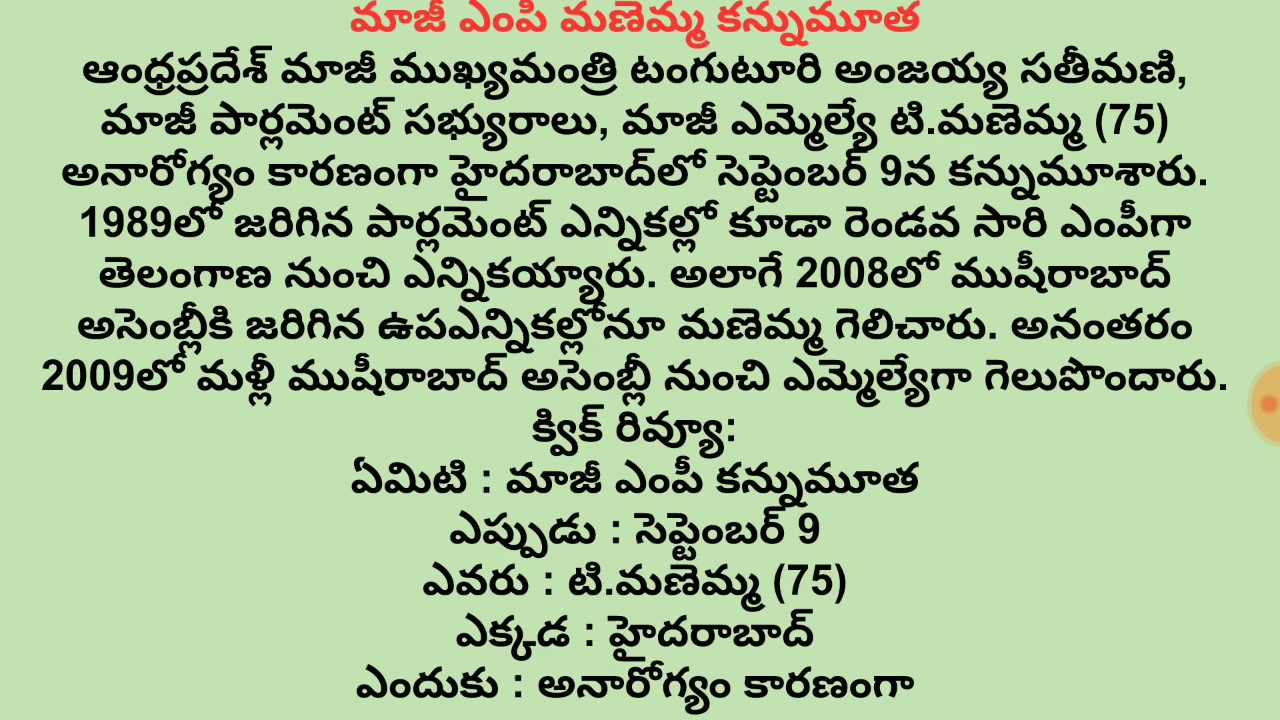 మాజీ ఎంపీ మణెమ్మ కన్నుమూత
ఆంధ్రప్రదేశ్ మాజీ ముఖ్యమంత్రి టంగుటూరి అంజయ్య సతీమణి,
మాజీ పార్లమెంట్ సభ్యురాలు, మాజీ ఎమ్మెల్యే టి.మణెమ్మ (75)
అనారోగ్యం కారణంగా హైదరాబాద్‌లో సెప్టెంబర్ 9న కన్నుమూశారు.
1989లో జరిగిన పార్లమెంట్ ఎన్నికల్లో కూడా రెండవ సారి ఎంపీగా
తెలంగాణ నుంచి ఎన్నికయ్యారు. అలాగే 2008లో ముషీరాబాద్
అసెంబ్లీకి జరిగిన ఉపఎన్నికల్లోనూ మణెమ్మ గెలిచారు. అనంతరం
2009లో మళ్లీ ముషీరాబాద్ అసెంబ్లీ నుంచి ఎమ్మెల్యేగా గెలుపొందారు.
క్విక్ రివ్యూ:
ఏమిటి : మాజీ ఎంపీ కన్నుమూత
ఎప్పుడు : సెప్టెంబర్ 9
ఎవరు : టి.మణెమ్మ (75)
ఎక్కడ : హైదరాబాద్
ఎందుకు : అనారోగ్యం కారణంగా